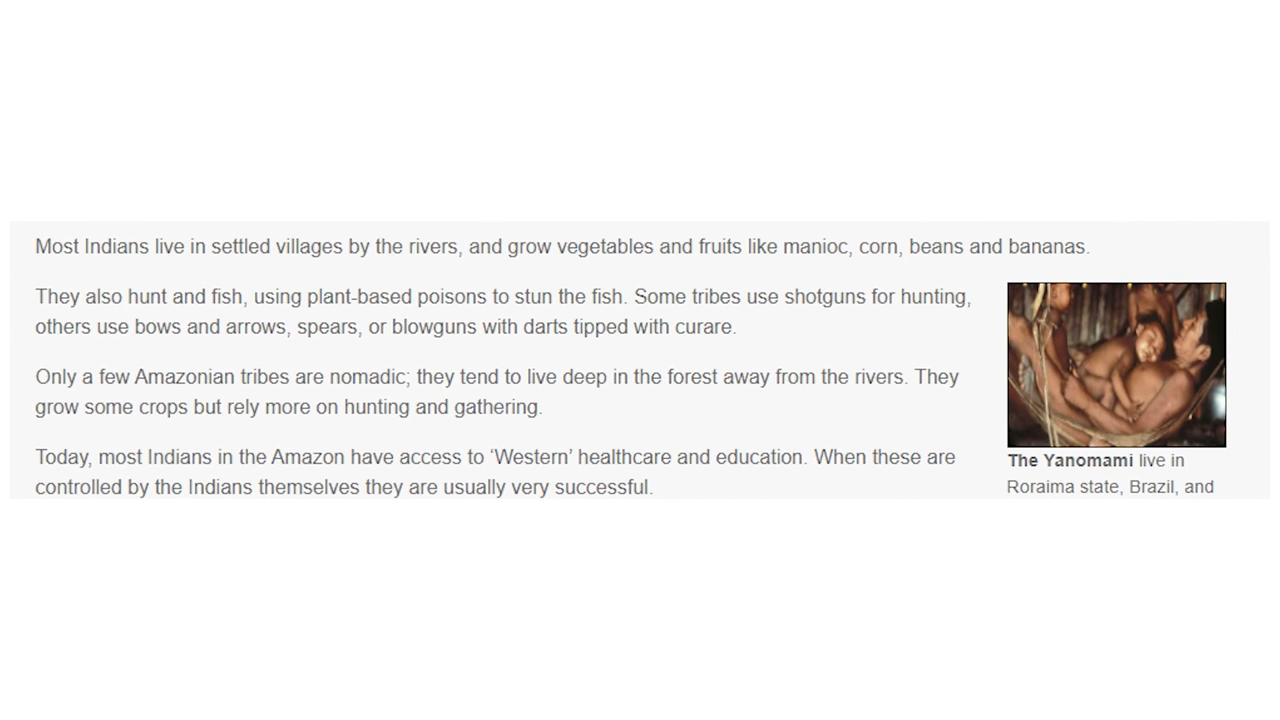 Most Indians live in settled villages by the rivers, and grow vegetables and fruits like manioc, corn, beans and bananas.
They also hunt and fish, using plant-based poisons to stun the fish. Some tribes use shotguns for hunting,
others use bows and arrows, spears, or blowguns with darts tipped with curare.
Only a few Amazonian tribes are nomadic; they tend to live deep in the forest away from the rivers. They
grow some crops but rely more on hunting and gathering.
Today, most Indians in the Amazon have access to ‘Western’ healthcare and education. When these are
controlled by the Indians themselves they are usually very successful.
The Yanomami live in
Roraima state, Brazil, and